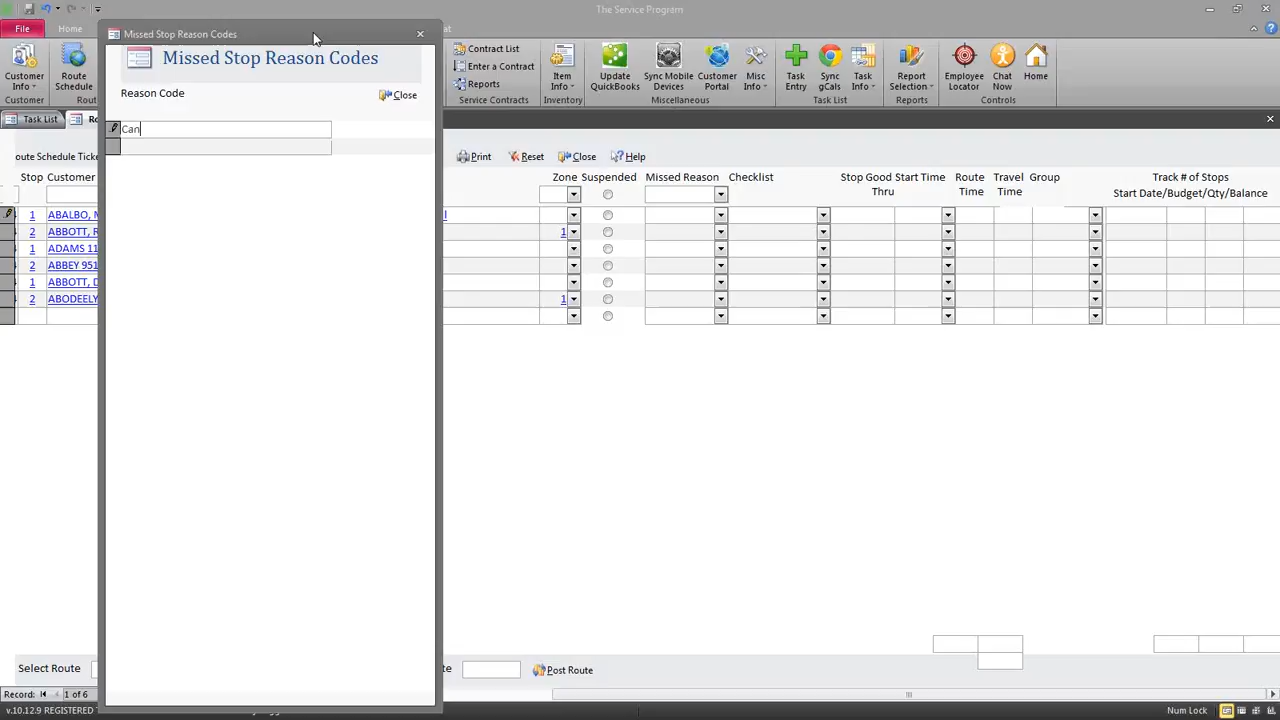 The Service Program
File
Home
at
Missed Stop Reason Codes
Missed Stop Reason Codes
Reason Code
Close
Can
Customer Info
Route Schedule
Customer
Rout
Contract List
Enter a Contract
Reports
Service Contracts
Item Info
Inventory
Update QuickBooks
Sync Mobile Devices
Customer Portal
Misc Info
Miscellaneous
Task Entry
Sync gCals
Task Info
Task List
Report Selection
Reports
Employee Locator
Chat Now
Home
Controls
Task List
Ro
oute Schedule Ticke
Print
Reset
Close
Help
Stop
Customer
Zone
Suspended
Missed Reason
Checklist
Stop Good Thru
Start Time
Route Time
Travel Time
Group
Track # of Stops
Start Date/Budget/Qty/Balance
1 ABALBO, M
2 ABBOTT, R 1
1 ADAMS 11
2 ABBEY 951
1 ABBOTT, D
2 ABODEELY 1
Select Route
te
Post Route
Record:
1 of 6
v.10.12.9 REGISTERED
Num Lock